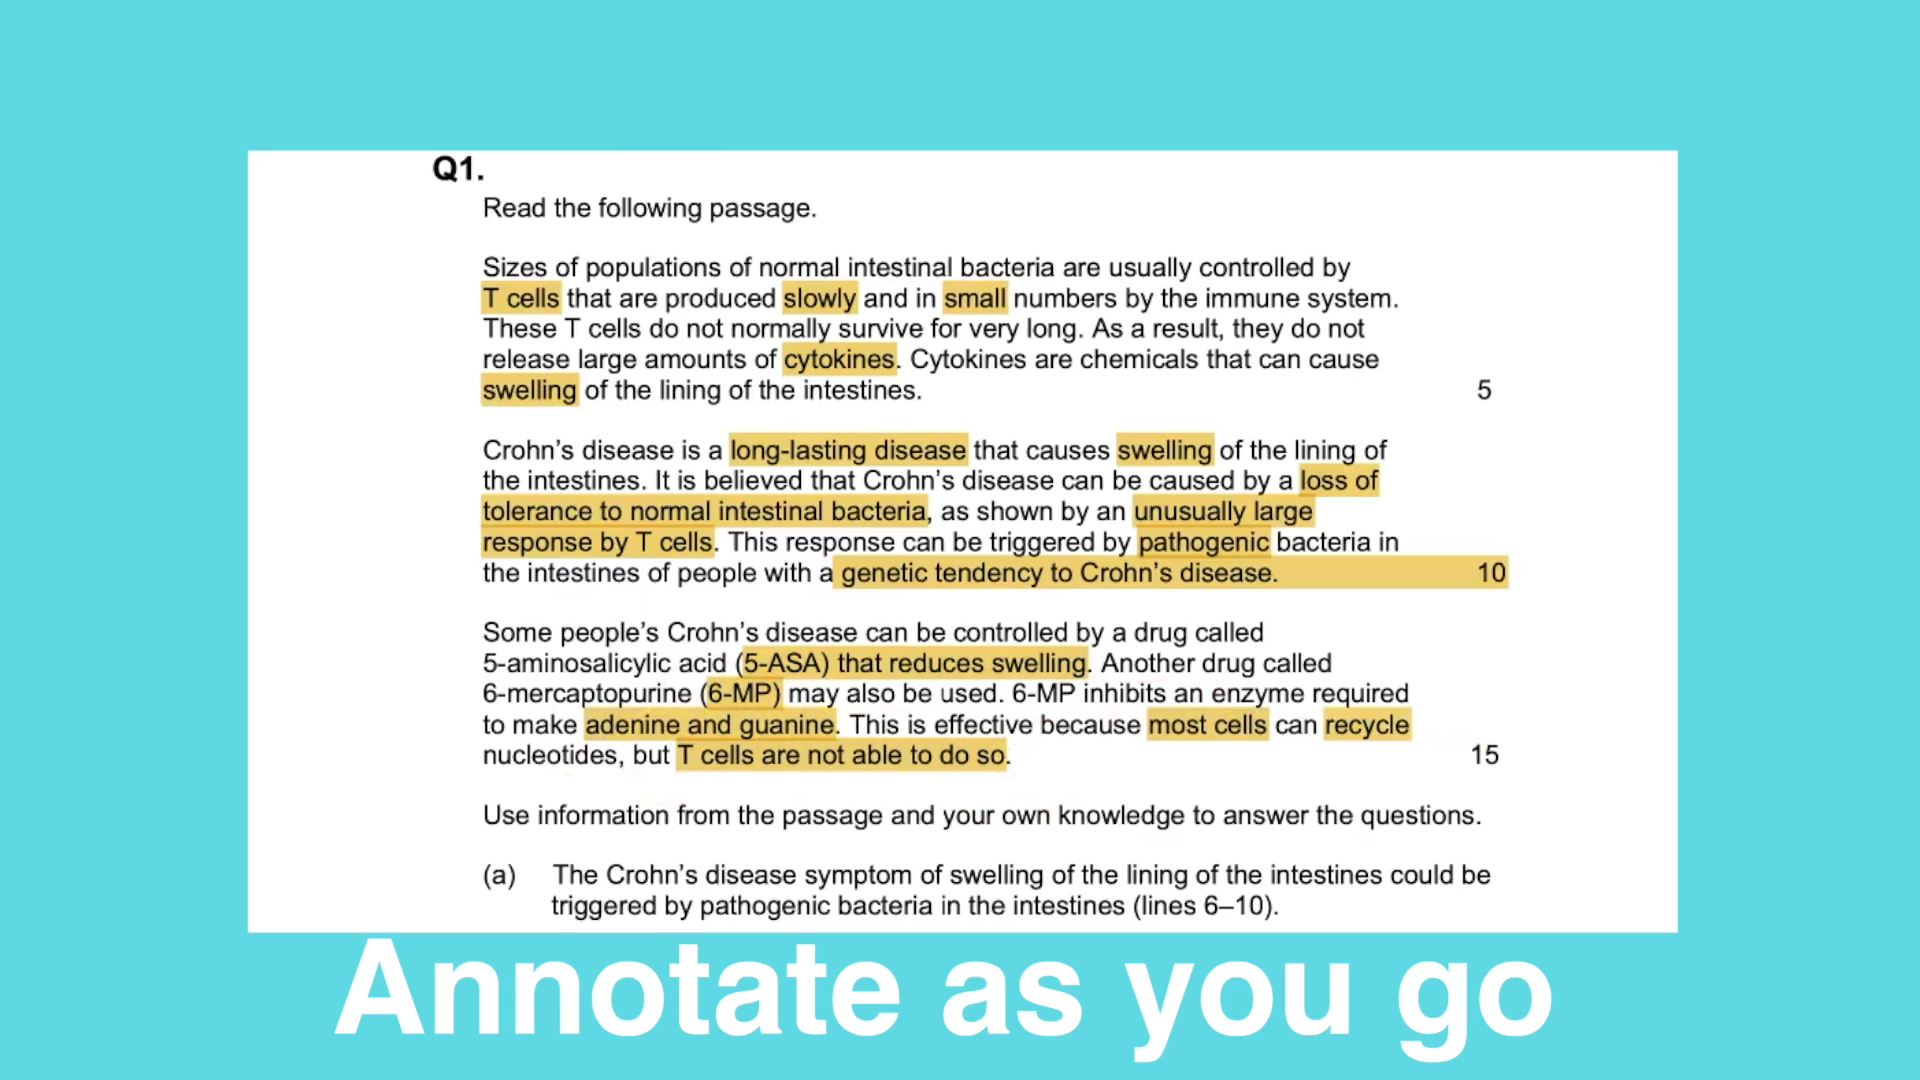 Q1.
Read the following passage.
Sizes of populations of normal intestinal bacteria are usually controlled by
T cells that are produced slowly and in small numbers by the immune system.
These T cells do not normally survive for very long. As a result, they do not
release large amounts of cytokines. Cytokines are chemicals that can cause
swelling of the lining of the intestines. 5
Crohn’s disease is a long-lasting disease that causes swelling of the lining of
the intestines. It is believed that Crohn’s disease can be caused by a loss of
tolerance to normal intestinal bacteria, as shown by an unusually large
response by T cells. This response can be triggered by pathogenic bacteria in
the intestines of people with a genetic tendency to Crohn’s disease. 10
Some people’s Crohn’s disease can be controlled by a drug called
5-aminosalicylic acid (5-ASA) that reduces swelling. Another drug called
6-mercaptopurine (6-MP) may also be used. 6-MP inhibits an enzyme required
to make adenine and guanine. This is effective because most cells can recycle
nucleotides, but T cells are not able to do so. 15
Use information from the passage and your own knowledge to answer the questions.
(a) The Crohn’s disease symptom of swelling of the lining of the intestines could be
triggered by pathogenic bacteria in the intestines (lines 6–10).
Annotate as you go